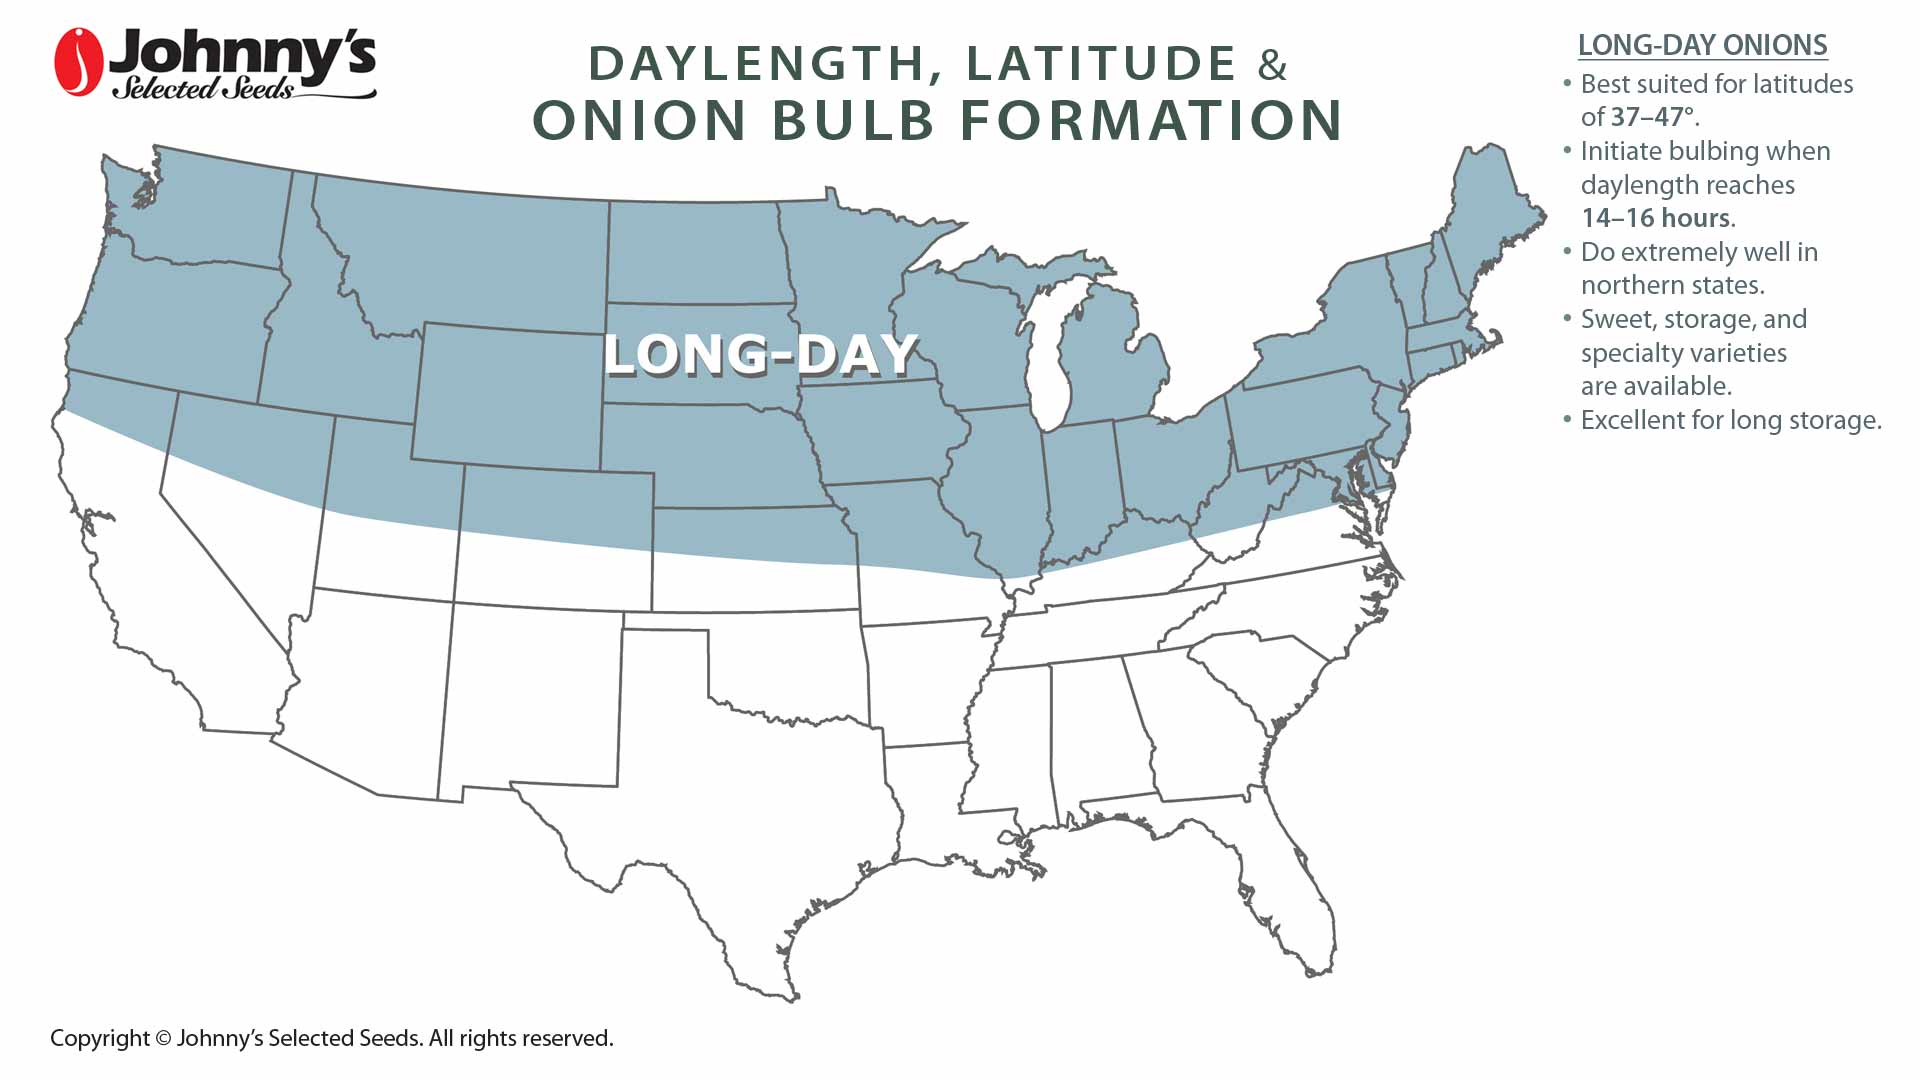 Johnny's
Selected Seeds
DAYLENGTH, LATITUDE &
ONION BULB FORMATION
LONG-DAY ONIONS
• Best suited for latitudes
of 37–47°.
• Initiate bulbing when
daylength reaches
14–16 hours.
• Do extremely well in
northern states.
• Sweet, storage, and
specialty varieties
are available.
• Excellent for long storage.
LONG-DAY
Copyright © Johnny's Selected Seeds. All rights reserved.